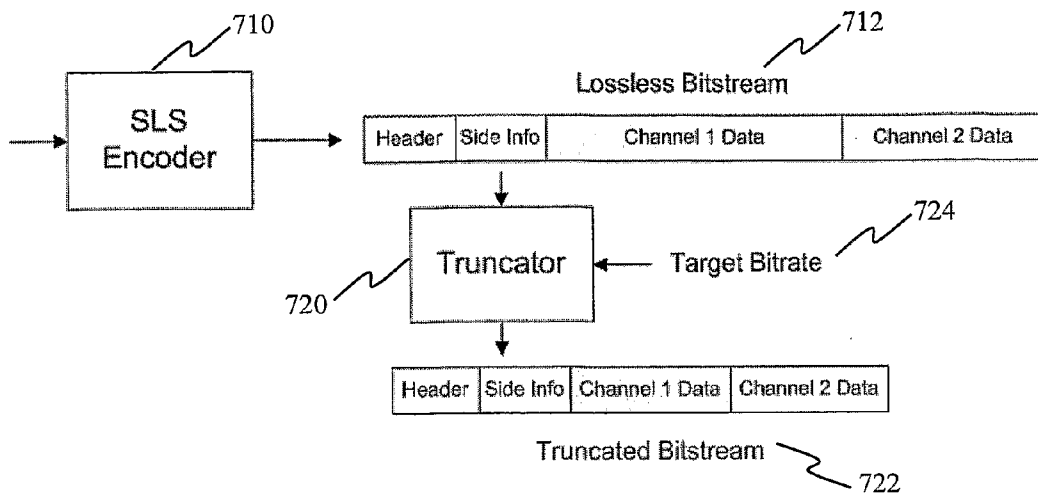 710
712
SLS
Encoder
Lossless Bitstream
Header Side Info Channel 1 Data Channel 2 Data
724
Truncator
Target Bitrate
720
Header Side Info Channel 1 Data Channel 2 Data
Truncated Bitstream
722